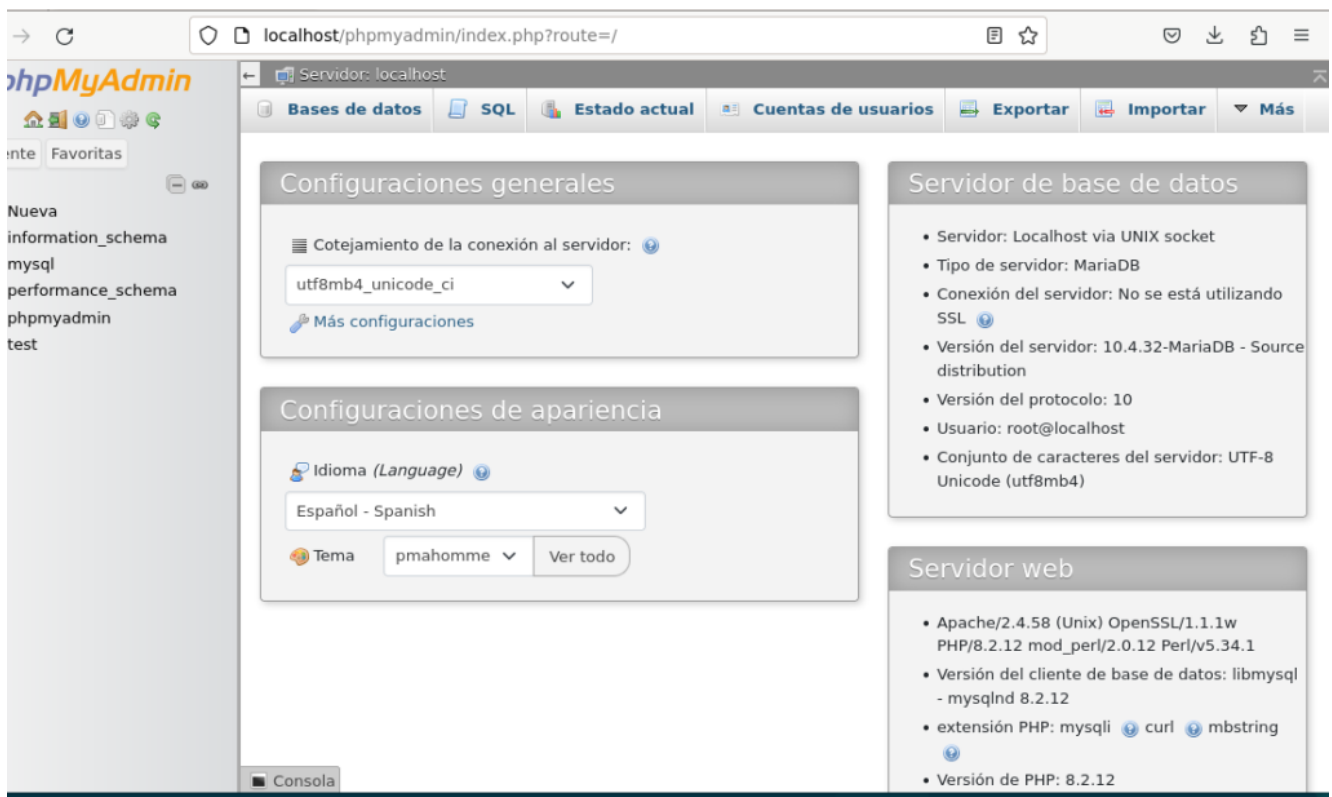 localhost/phpmyadmin/index.php?route=/
phpMyAdmin
ente Favoritas
Nueva
information_schema
mysql
performance_schema
phpmyadmin
test
Servidor: localhost
Bases de datos SQL Estado actual Cuentas de usuarios Exportar Importar Más
Configuraciones generales
Cotejamiento de la conexión al servidor:
utf8mb4_unicode_ci
Más configuraciones
Configuraciones de apariencia
Idioma (Language)
Español - Spanish
Tema pmahomme Ver todo
Servidor de base de datos
• Servidor: Localhost via UNIX socket
• Tipo de servidor: MariaDB
• Conexión del servidor: No se está utilizando
SSL
• Versión del servidor: 10.4.32-MariaDB - Source
distribution
• Versión del protocolo: 10
• Usuario: root@localhost
• Conjunto de caracteres del servidor: UTF-8
Unicode (utf8mb4)
Servidor web
• Apache/2.4.58 (Unix) OpenSSL/1.1.1w
PHP/8.2.12 mod_perl/2.0.12 Perl/v5.34.1
• Versión del cliente de base de datos: libmysql
- mysqlnd 8.2.12
• extensión PHP: mysqli curl mbstring
• Versión de PHP: 8.2.12
Consola